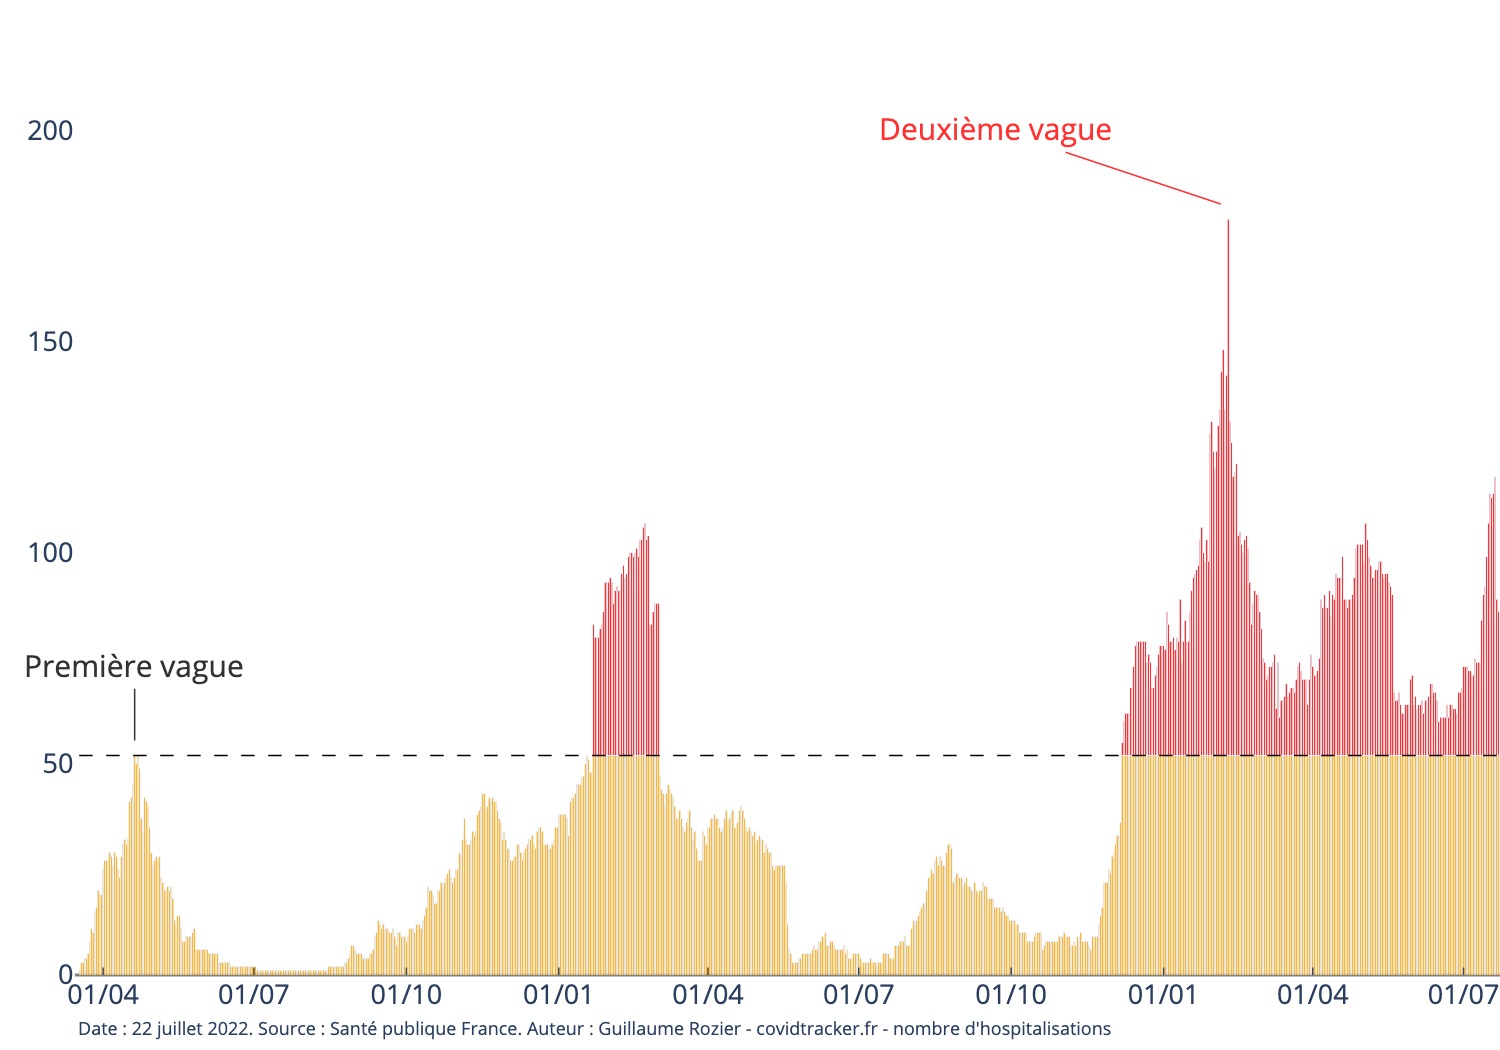 200
Deuxième vague
150
100
Première vague
50
0
01/04 01/07 01/10 01/01 01/04 01/07 01/10 01/01 01/04 01/07
Date : 22 juillet 2022. Source : Santé publique France. Auteur : Guillaume Rozier - covidtracker.fr - nombre d'hospitalisations